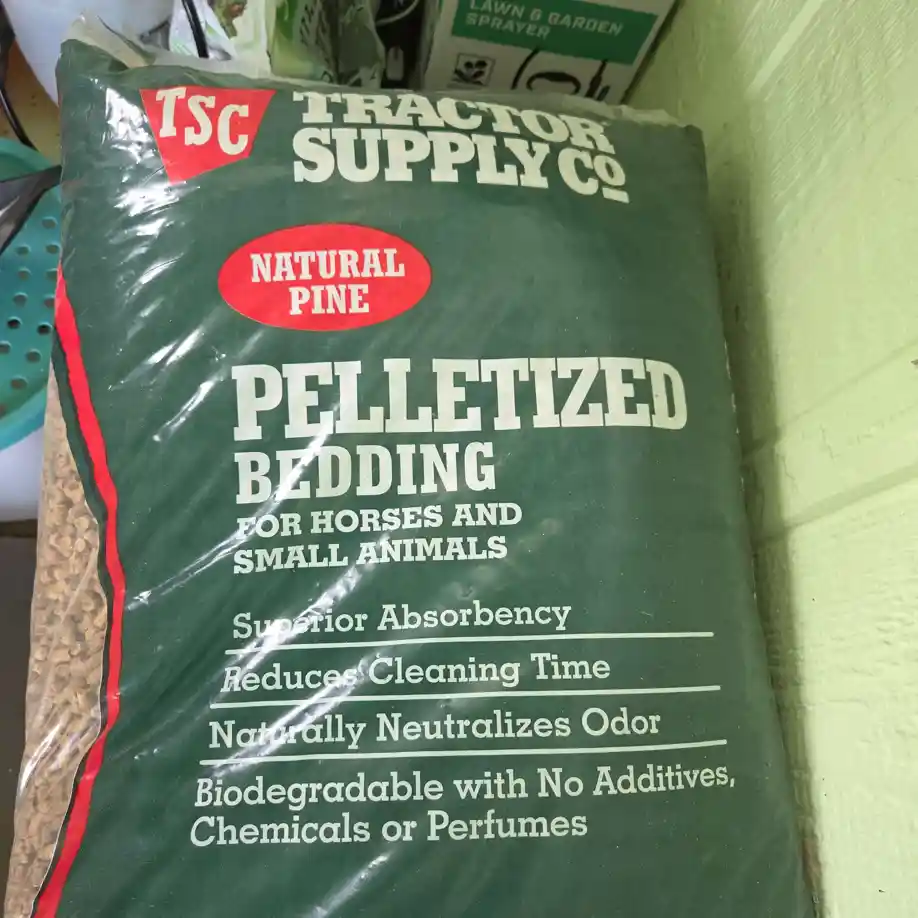 LAWN & GARDEN
SPRAYER
TSC
TRACTOR
SUPPLY CO
NATURAL
PINE
PELLETIZED
BEDDING
FOR HORSES AND
SMALL ANIMALS
Superior Absorbency
Reduces Cleaning Time
Naturally Neutralizes Odor
Biodegradable with No Additives,
Chemicals or Perfumes